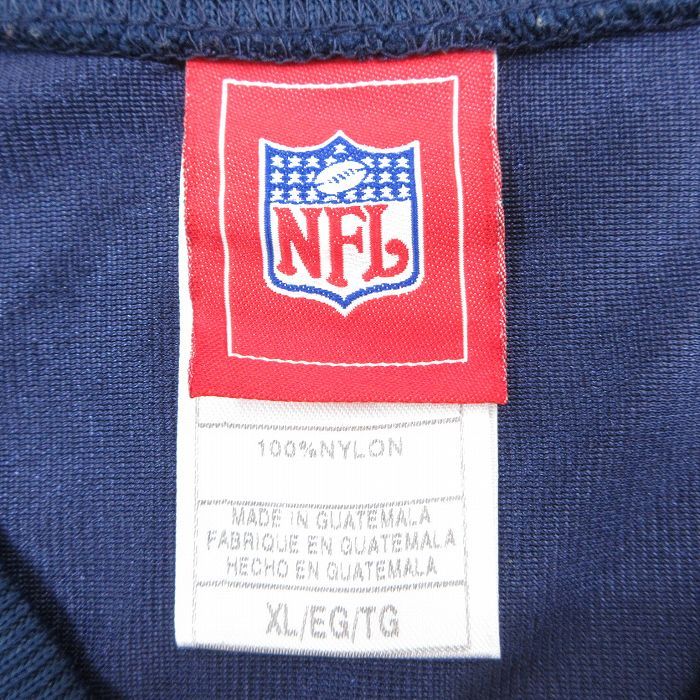 NFL
100%NYLON
MADE IN GUATEMALA
FABRIQUE EN GUATEMALA
HECHO EN GUATEMALA
XL/EG/TG